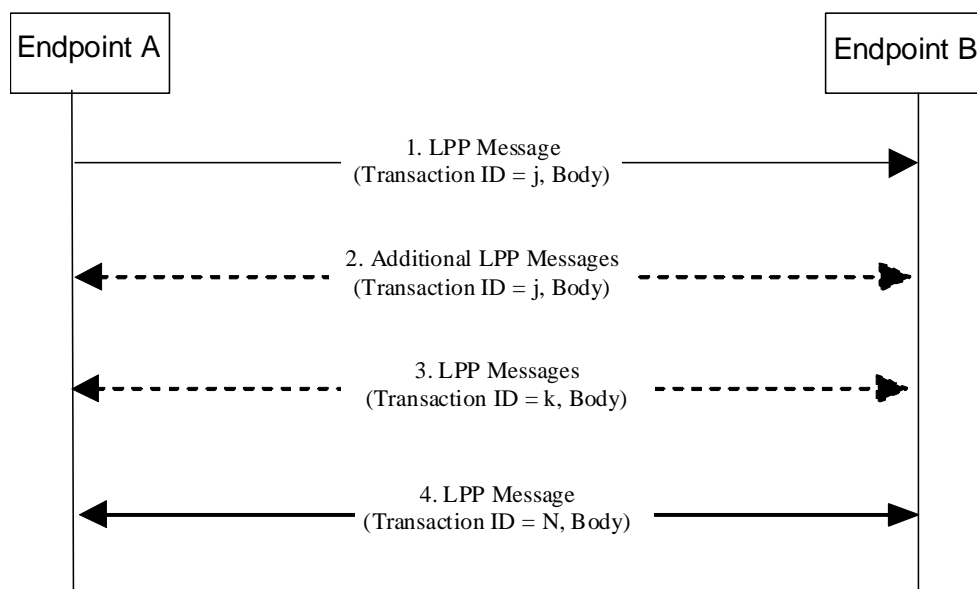 Endpoint A
Endpoint B
1. LPP Message
(Transaction ID = j, Body)
2. Additional LPP Messages
(Transaction ID = j, Body)
3. LPP Messages
(Transaction ID = k, Body)
4. LPP Message
(Transaction ID = N, Body)